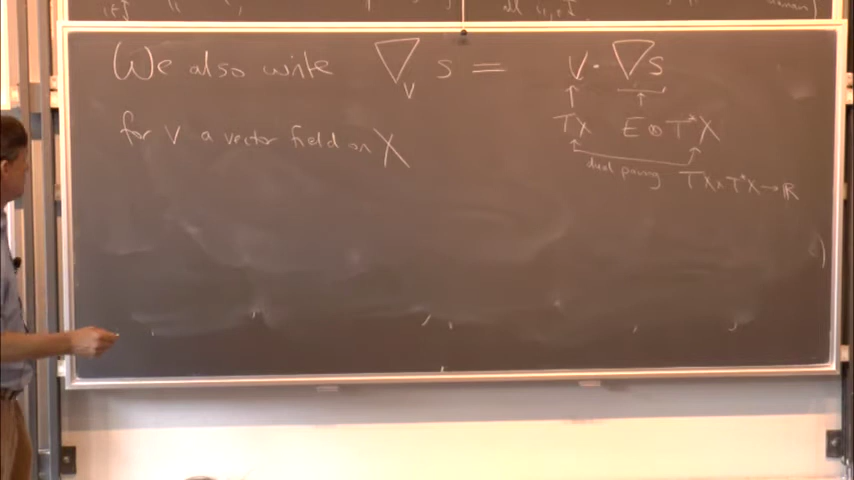 We also write ∇_v s = v · ∇s
TX E ⊗ T*X
for v a vector field on X
dual pairing TX × T*X → ℝ